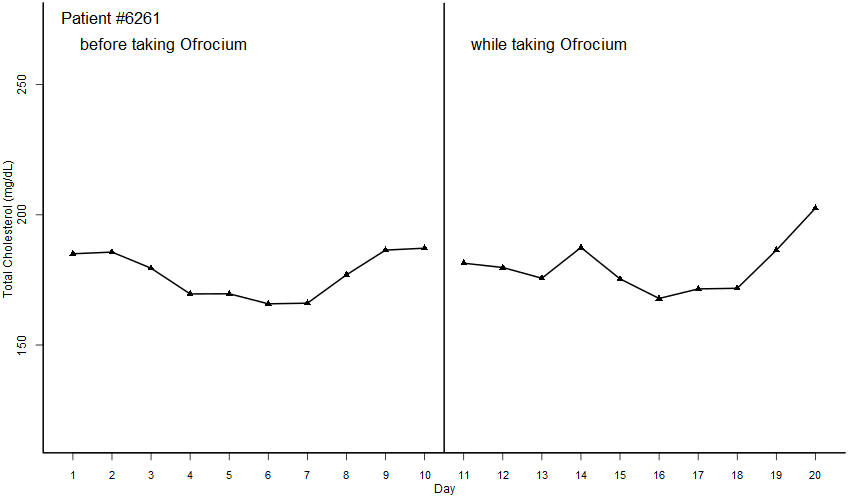 Patient #6261
before taking Ofrocium
while taking Ofrocium
Total Cholesterol (mg/dL)
250
200
150
1 2 3 4 5 6 7 8 9 10 11 12 13 14 15 16 17 18 19 20
Day